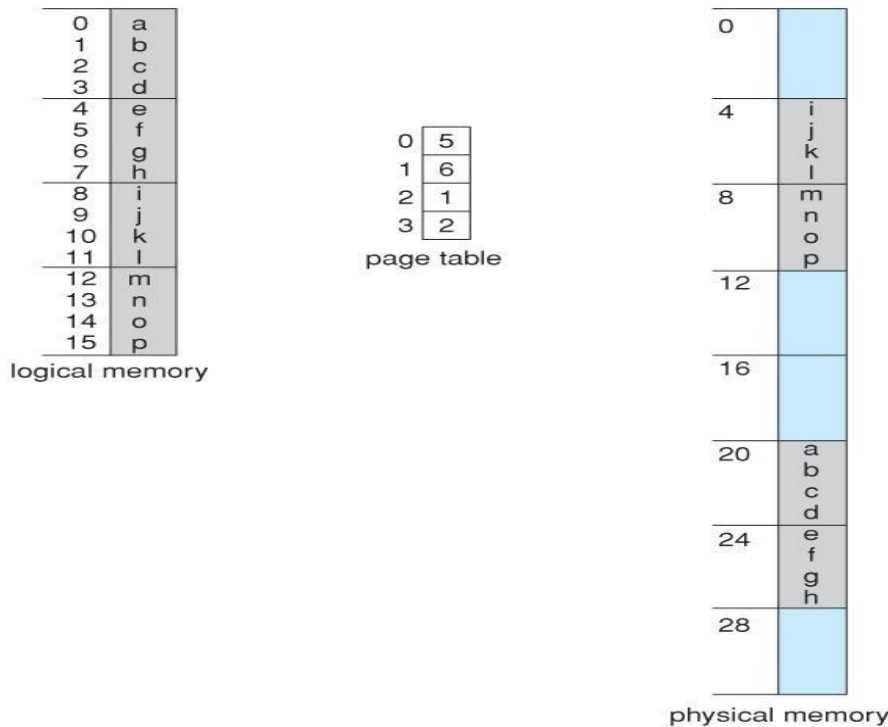 0 a
1 b
2 c
3 d
4 e
5 f
6 g
7 h
8 i
9 j
10 k
11 l
12 m
13 n
14 o
15 p
logical memory
0 5
1 6
2 1
3 2
page table
0
4 i
j
k
l
8 m
n
o
p
12
16
20 a
b
c
d
24 e
f
g
h
28
physical memory